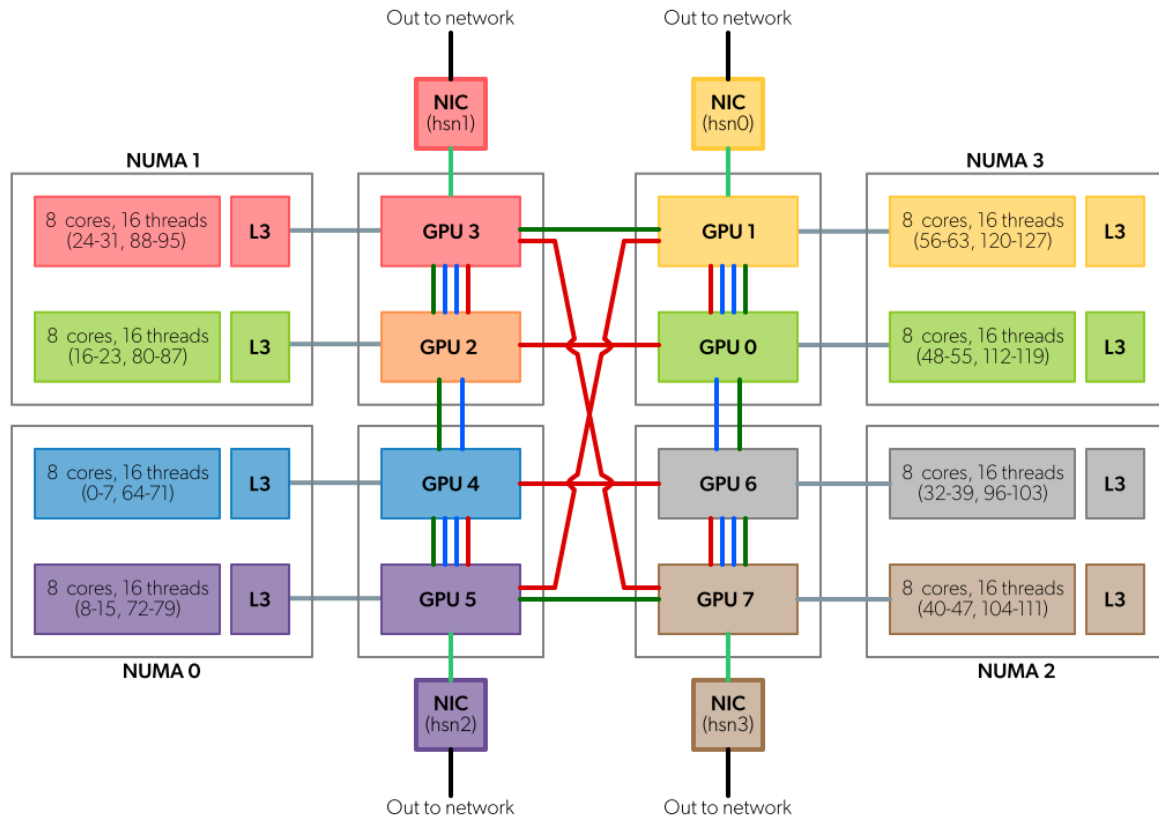 Out to network
Out to network
NIC
(hsn1)
NIC
(hsn0)
NUMA 1
NUMA 3
8 cores, 16 threads
(24-31, 88-95)
L3
GPU 3
GPU 1
8 cores, 16 threads
(56-63, 120-127)
L3
8 cores, 16 threads
(16-23, 80-87)
L3
GPU 2
GPU 0
8 cores, 16 threads
(48-55, 112-119)
L3
8 cores, 16 threads
(0-7, 64-71)
L3
GPU 4
GPU 6
8 cores, 16 threads
(32-39, 96-103)
L3
8 cores, 16 threads
(8-15, 72-79)
L3
GPU 5
GPU 7
8 cores, 16 threads
(40-47, 104-111)
L3
NUMA 0
NUMA 2
NIC
(hsn2)
NIC
(hsn3)
Out to network
Out to network